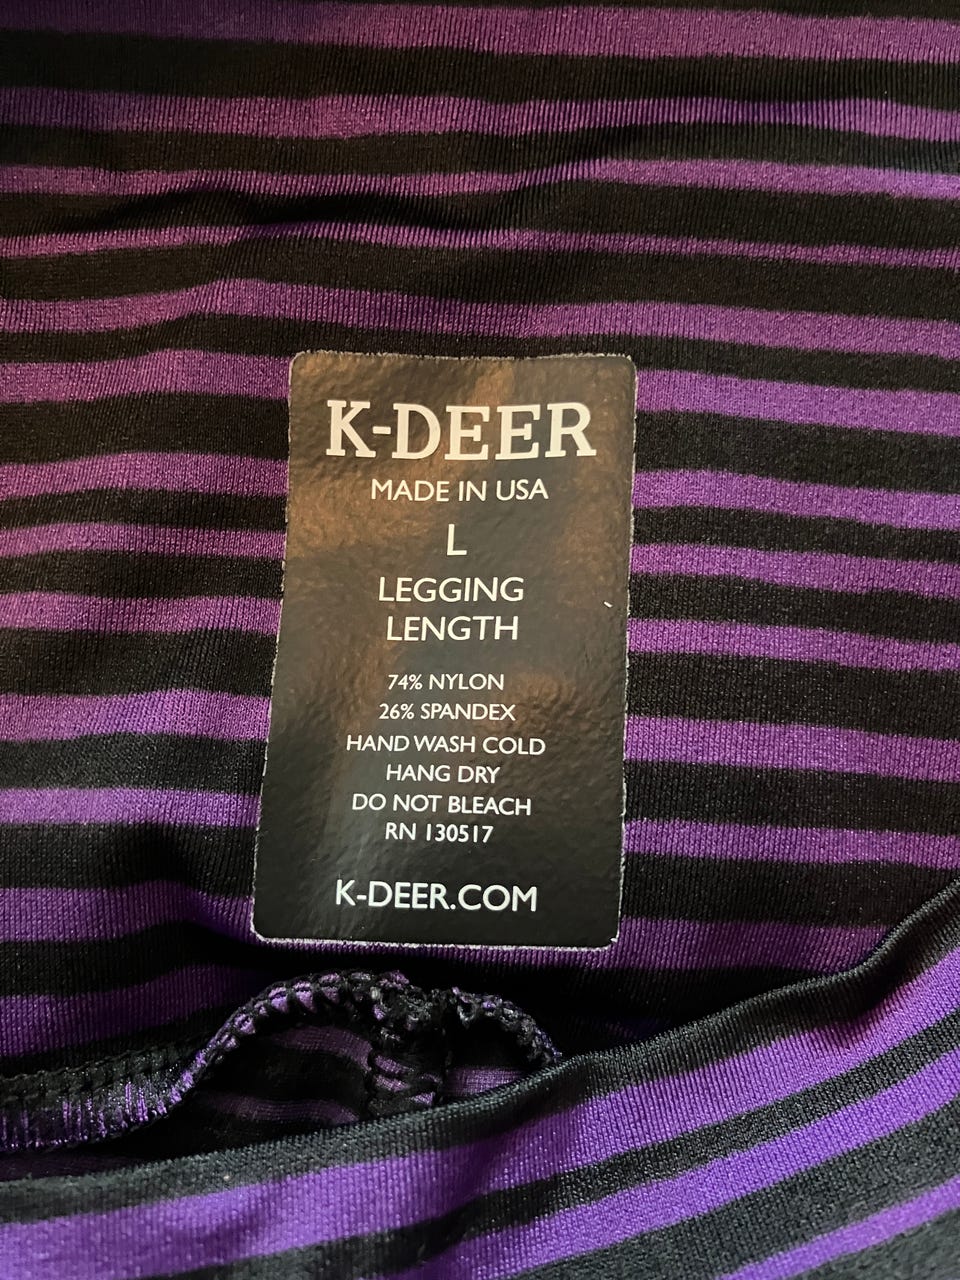 K-DEER
MADE IN USA
L
LEGGING
LENGTH
74% NYLON
26% SPANDEX
HAND WASH COLD
HANG DRY
DO NOT BLEACH
RN 130517
K-DEER.COM